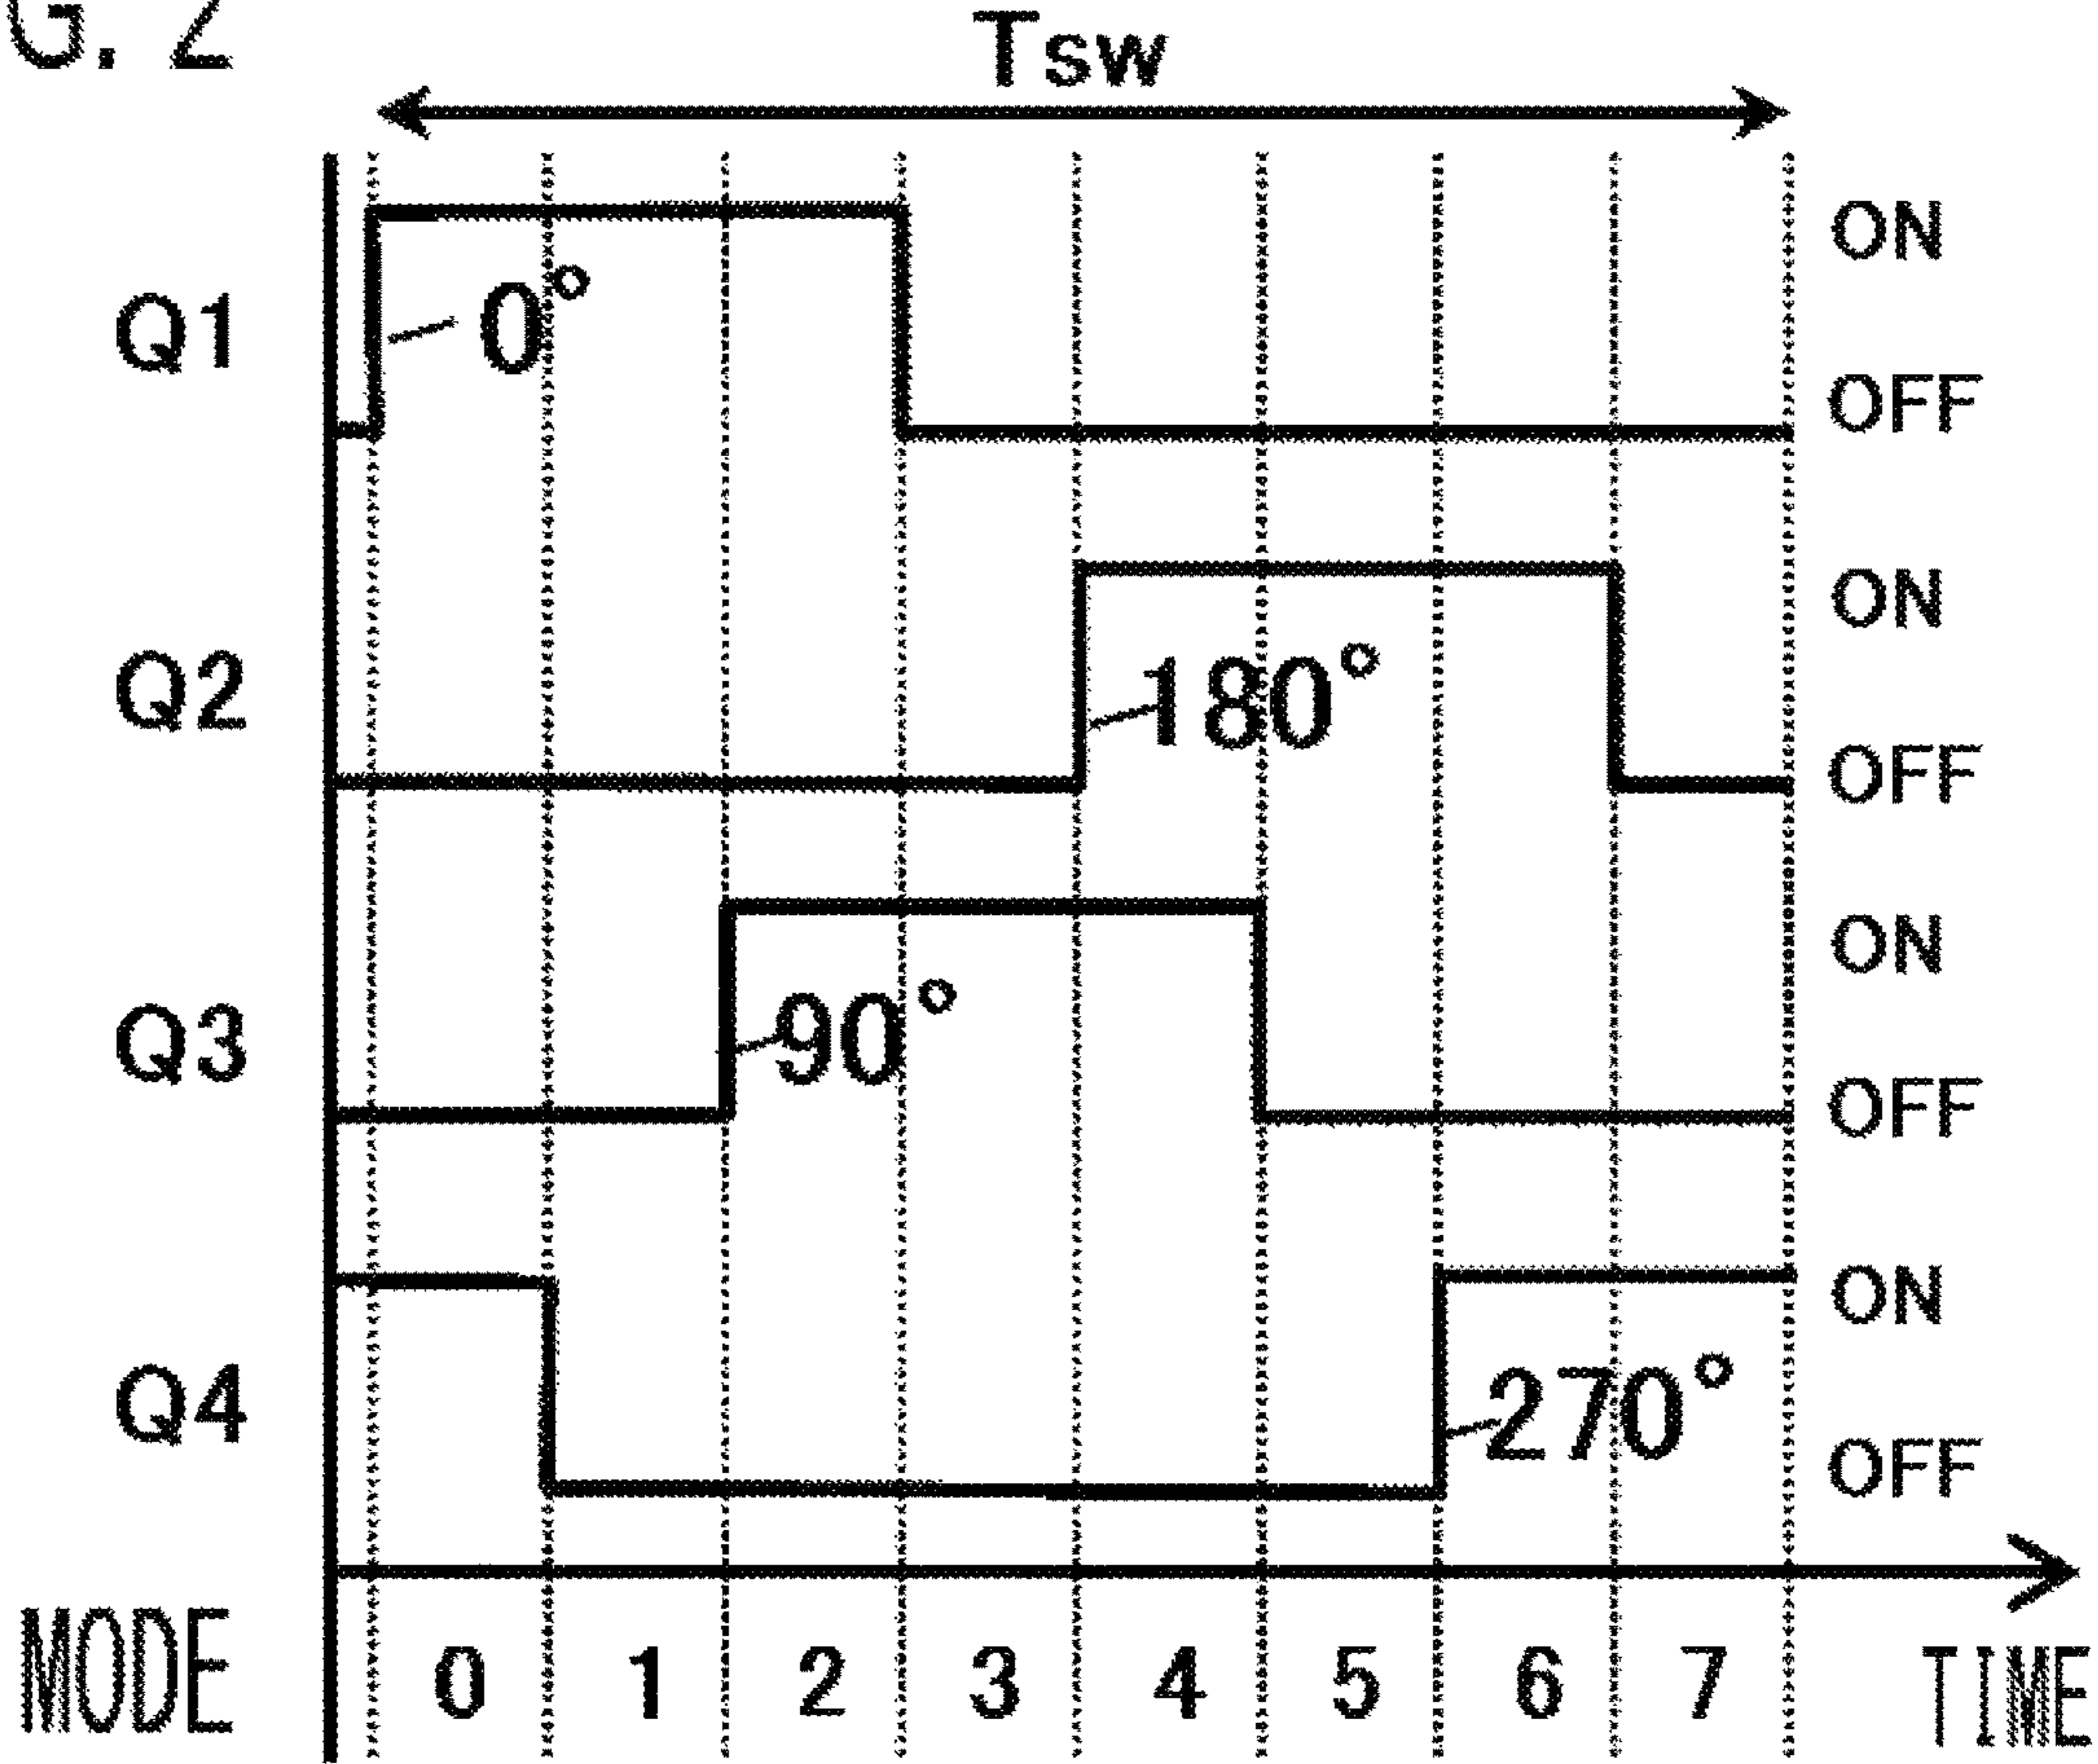 G. 2
Tsw
ON
Q1 0°
OFF
ON
Q2 180°
OFF
ON
Q3 90°
OFF
ON
Q4 270°
OFF
MODE 0 1 2 3 4 5 6 7 TIME